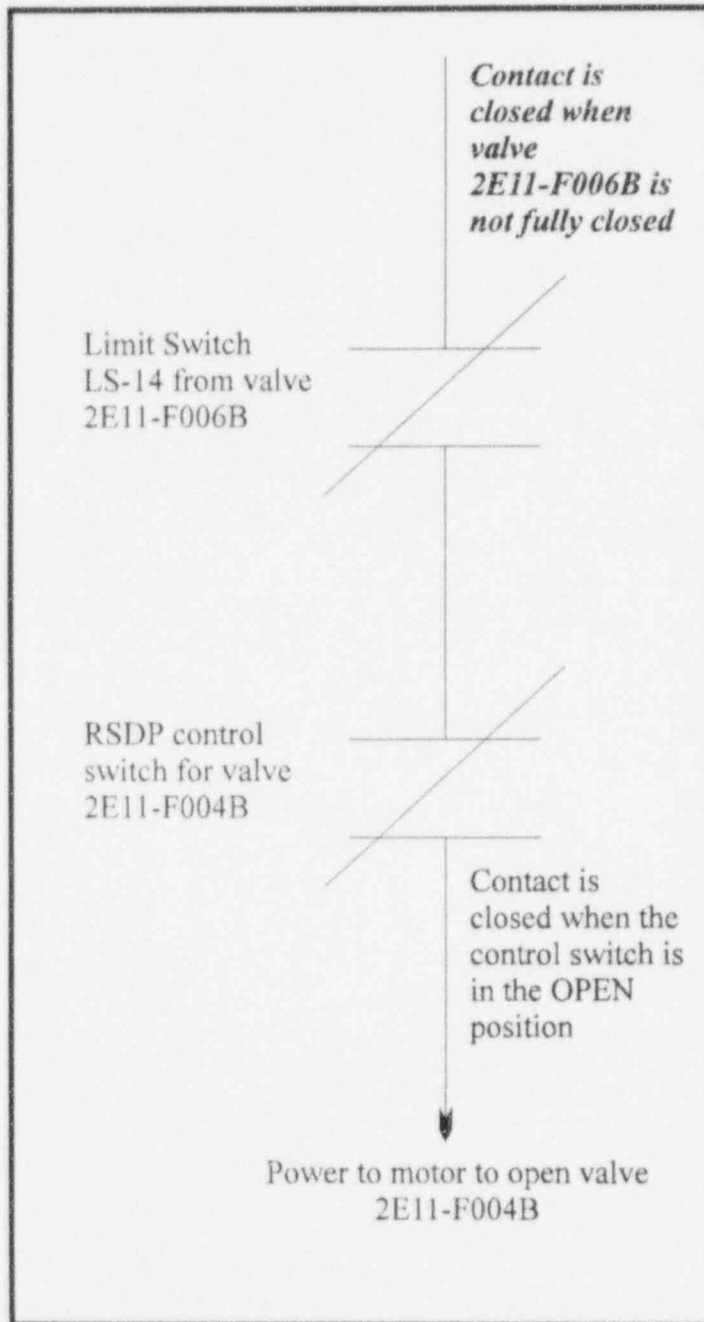 Contact is
closed when
valve
2E11-F006B is
not fully closed
Limit Switch
LS-14 from valve
2E11-F006B
RSDP control
switch for valve
2E11-F004B
Contact is
closed when the
control switch is
in the OPEN
position
Power to motor to open valve
2E11-F004B